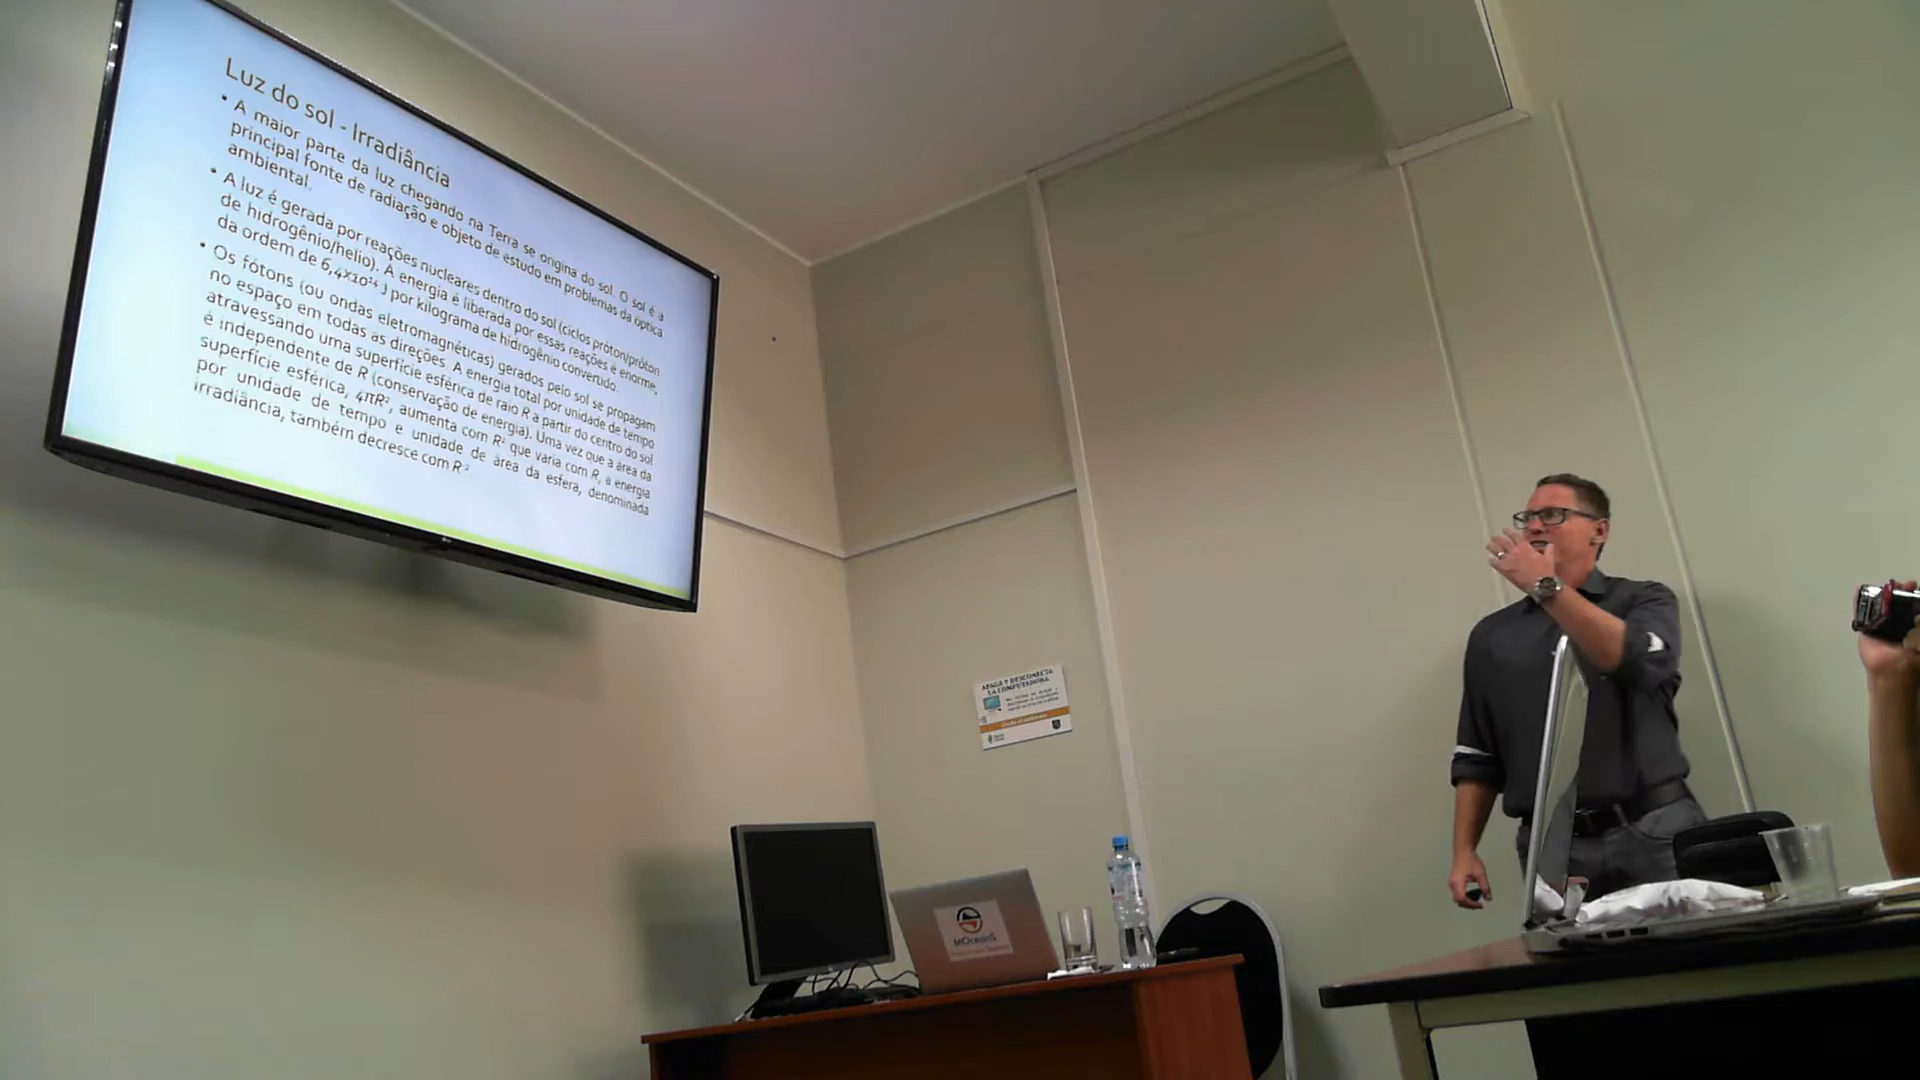 Luz do sol - Irradiância
• A maior parte da luz chegando na Terra se origina do sol. O sol é a
principal fonte de radiação e objeto de estudo em problemas da óptica
ambiental.
• A luz é gerada por reações nucleares dentro do sol (ciclos próton/próton
de hidrogênio/helio). A energia é liberada por essas reações é enorme,
da ordem de 6,4x10¹⁴ J por kilograma de hidrogênio convertido.
• Os fótons (ou ondas eletromagnéticas) gerados pelo sol se propagam
no espaço em todas as direções. A energia total por unidade de tempo
atravessando uma superfície esférica de raio R a partir do centro do sol
é independente de R (conservação de energia). Uma vez que a área da
superfície esférica, 4πR², aumenta com R² que varia com R, a energia
por unidade de tempo e unidade de área da esfera, denominada
irradiância, também decresce com R⁻²
APAGA Y DESCONECTA
LA COMPUTADORA